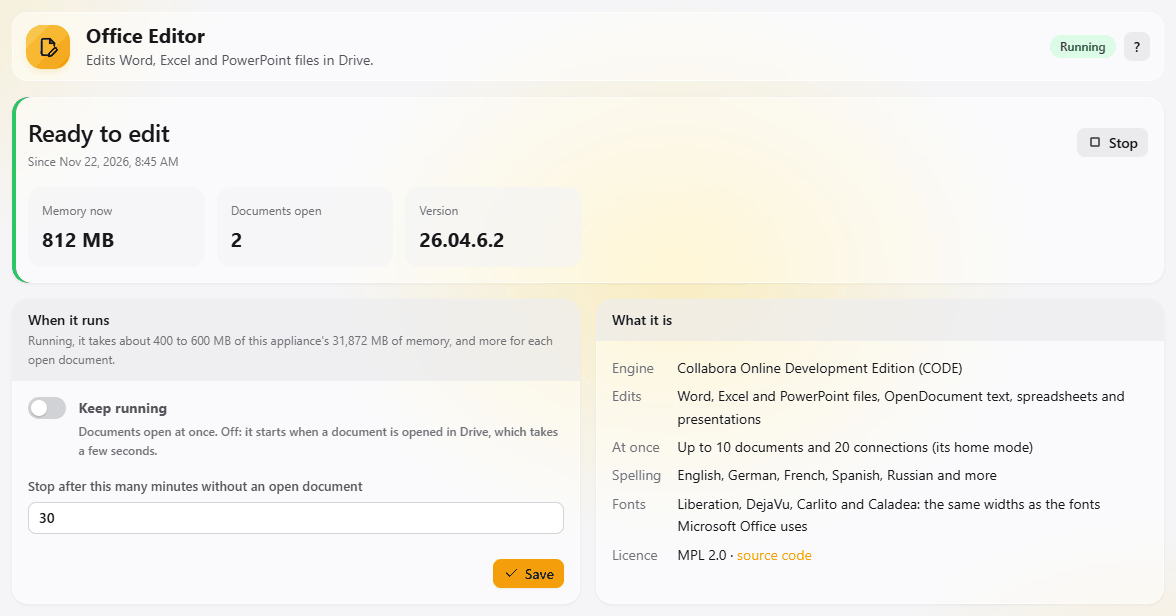 Office Editor
Edits Word, Excel and PowerPoint files in Drive.
Running
?
Ready to edit
Since Nov 22, 2026, 8:45 AM
Stop
Memory now
812 MB
Documents open
2
Version
26.04.6.2
When it runs
Running, it takes about 400 to 600 MB of this appliance's 31,872 MB of memory, and more for each
open document.
Keep running
Documents open at once. Off: it starts when a document is opened in Drive, which takes
a few seconds.
Stop after this many minutes without an open document
30
Save
What it is
Engine Collabora Online Development Edition (CODE)
Edits Word, Excel and PowerPoint files, OpenDocument text, spreadsheets and
presentations
At once Up to 10 documents and 20 connections (its home mode)
Spelling English, German, French, Spanish, Russian and more
Fonts Liberation, DejaVu, Carlito and Caladea: the same widths as the fonts
Microsoft Office uses
Licence MPL 2.0 · source code